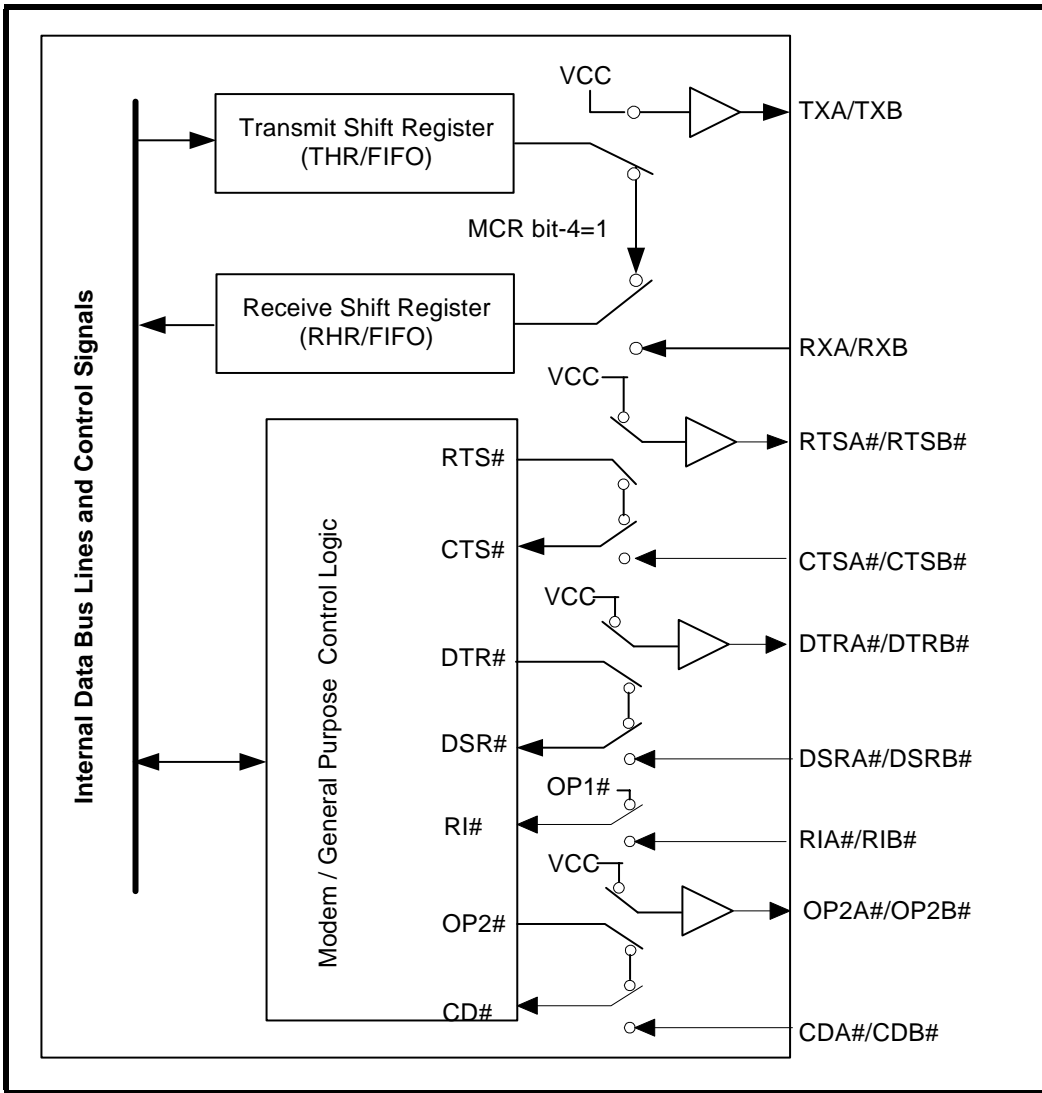 VCC
TXA/TXB
Transmit Shift Register
(THR/FIFO)
MCR bit-4=1
Receive Shift Register
(RHR/FIFO)
RXA/RXB
VCC
RTSA#/RTSB#
RTS#
CTS#
CTSA#/CTSB#
VCC
DTR#
DTRA#/DTRB#
DSR#
DSRA#/DSRB#
OP1#
RI#
RIA#/RIB#
VCC
OP2#
OP2A#/OP2B#
CD#
CDA#/CDB#
Internal Data Bus Lines and Control Signals
Modem / General Purpose Control Logic